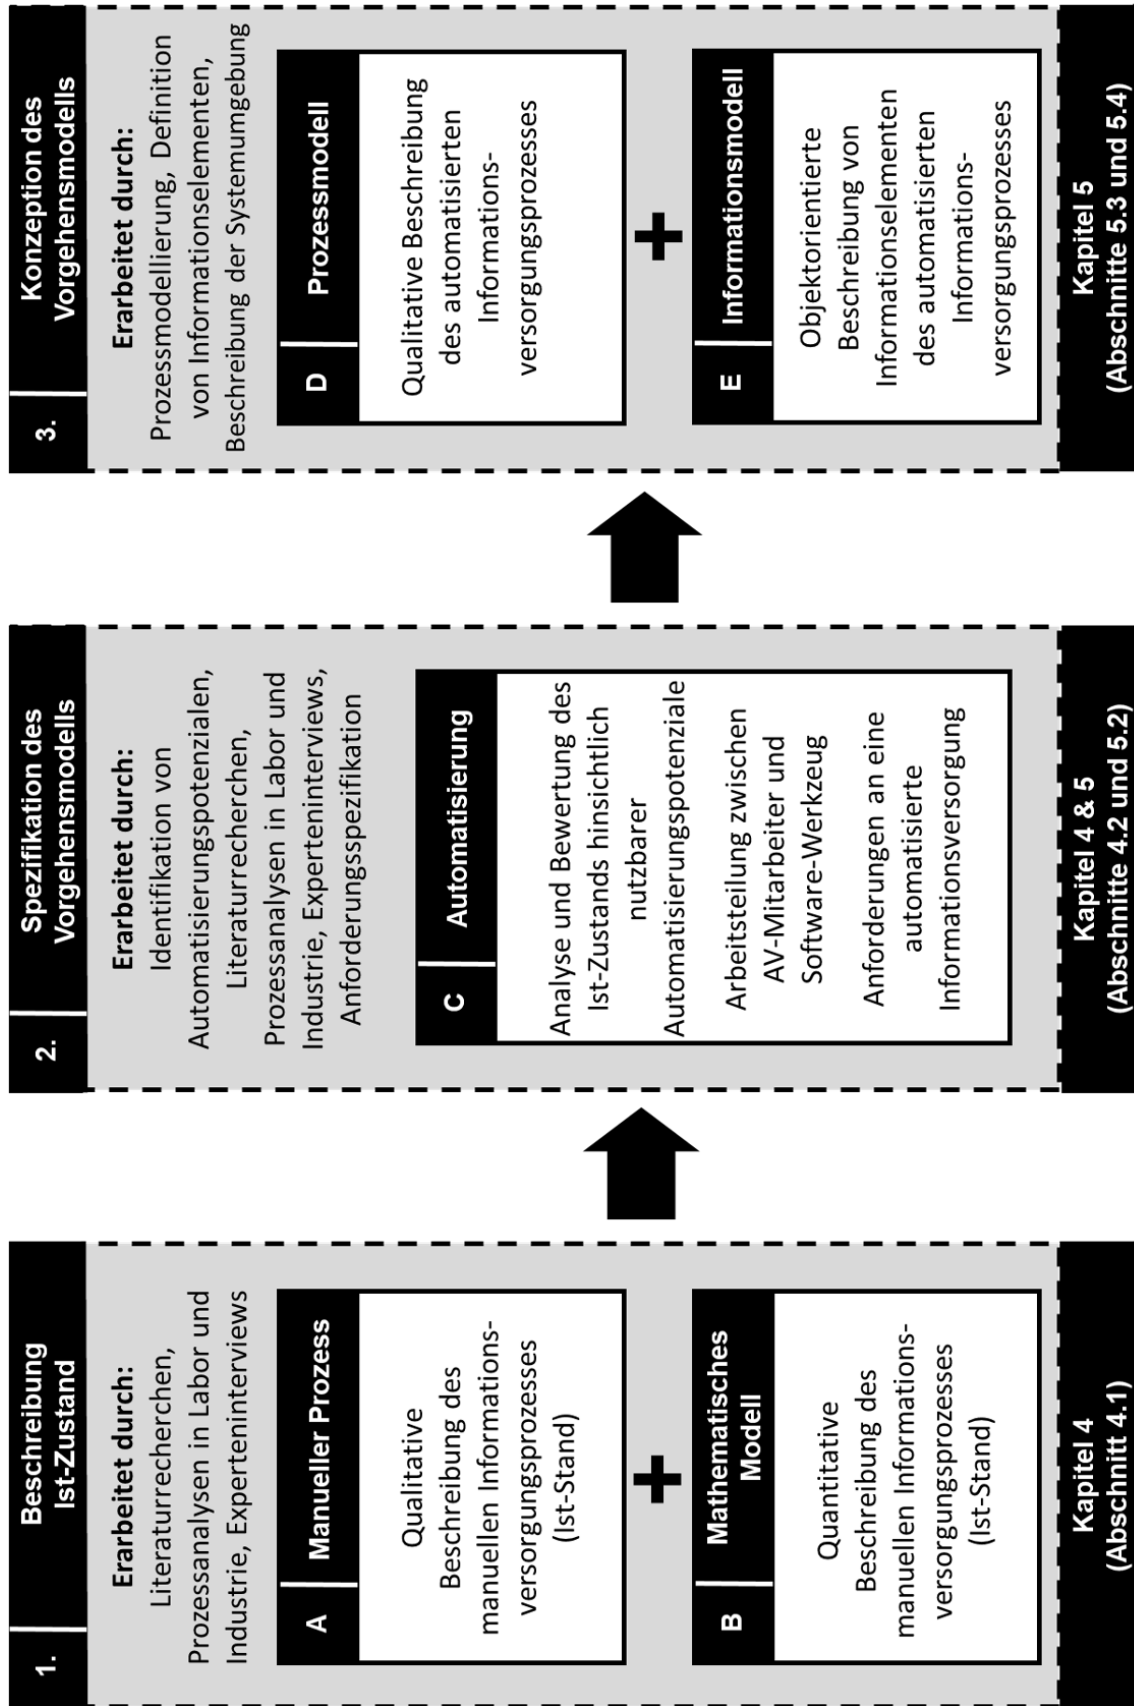 1.
Beschreibung
Ist-Zustand
Erarbeitet durch:
Literaturrecherchen,
Prozessanalysen in Labor und
Industrie, Experteninterviews
A
Manueller Prozess
Qualitative
Beschreibung des
manuellen Informations-
versorgungsprozesses
(Ist-Stand)
+
B
Mathematisches
Modell
Quantitative
Beschreibung des
manuellen Informations-
versorgungsprozesses
(Ist-Stand)
Kapitel 4
(Abschnitt 4.1)
2.
Spezifikation des
Vorgehensmodells
Erarbeitet durch:
Identifikation von
Automatisierungspotenzialen,
Literaturrecherchen,
Prozessanalysen in Labor und
Industrie, Experteninterviews,
Anforderungsspezifikation
C
Automatisierung
Analyse und Bewertung des
Ist-Zustands hinsichtlich
nutzbarer
Automatisierungspotenziale
Arbeitsteilung zwischen
AV-Mitarbeiter und
Software-Werkzeug
Anforderungen an eine
automatisierte
Informationsversorgung
Kapitel 4 & 5
(Abschnitte 4.2 und 5.2)
3.
Konzeption des
Vorgehensmodells
Erarbeitet durch:
Prozessmodellierung, Definition
von Informationselementen,
Beschreibung der Systemumgebung
D
Prozessmodell
Qualitative Beschreibung
des automatisierten
Informations-
versorgungsprozesses
+
E
Informationsmodell
Objektorientierte
Beschreibung von
Informationselementen
des automatisierten
Informations-
versorgungsprozesses
Kapitel 5
(Abschnitte 5.3 und 5.4)